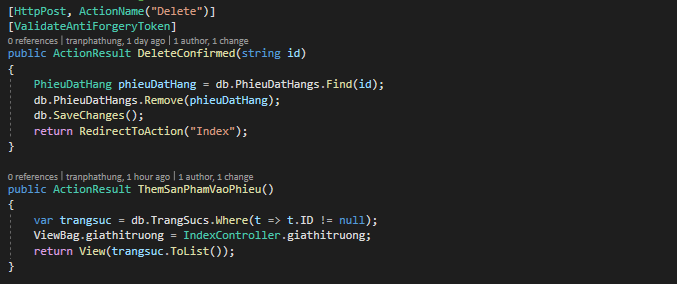 [HttpPost, ActionName("Delete")]
[ValidateAntiForgeryToken]
0 references | tranphathung, 1 day ago | 1 author, 1 change
public ActionResult DeleteConfirmed(string id)
{
    PhieuDatHang phieuDatHang = db.PhieuDatHangs.Find(id);
    db.PhieuDatHangs.Remove(phieuDatHang);
    db.SaveChanges();
    return RedirectToAction("Index");
}
0 references | tranphathung, 1 hour ago | 1 author, 1 change
public ActionResult ThemSanPhamVaoPhieu()
{
    var trangsuc = db.TrangSucs.Where(t => t.ID != null);
    ViewBag.giathitruong = IndexController.giathitruong;
    return View(trangsuc.ToList());
}